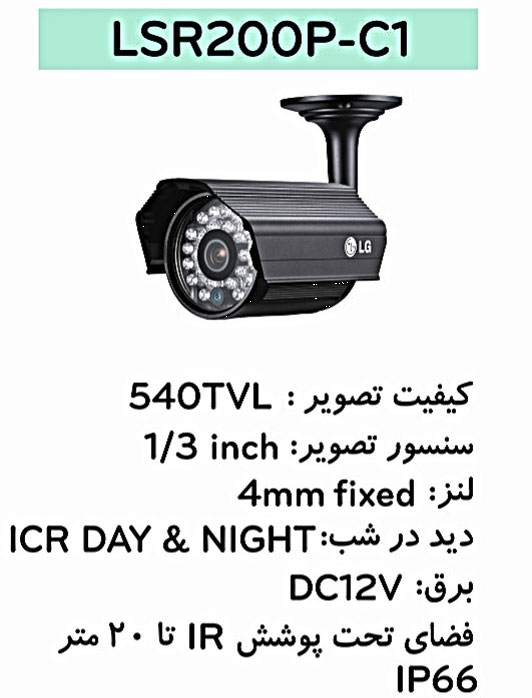 LSR200P-C1
LG
کیفیت تصویر : 540TVL
سنسور تصویر: 1/3 inch
لنز: 4mm fixed
دید در شب: ICR DAY & NIGHT
برق: DC12V
فضای تحت پوشش IR تا ۲۰ متر
IP66